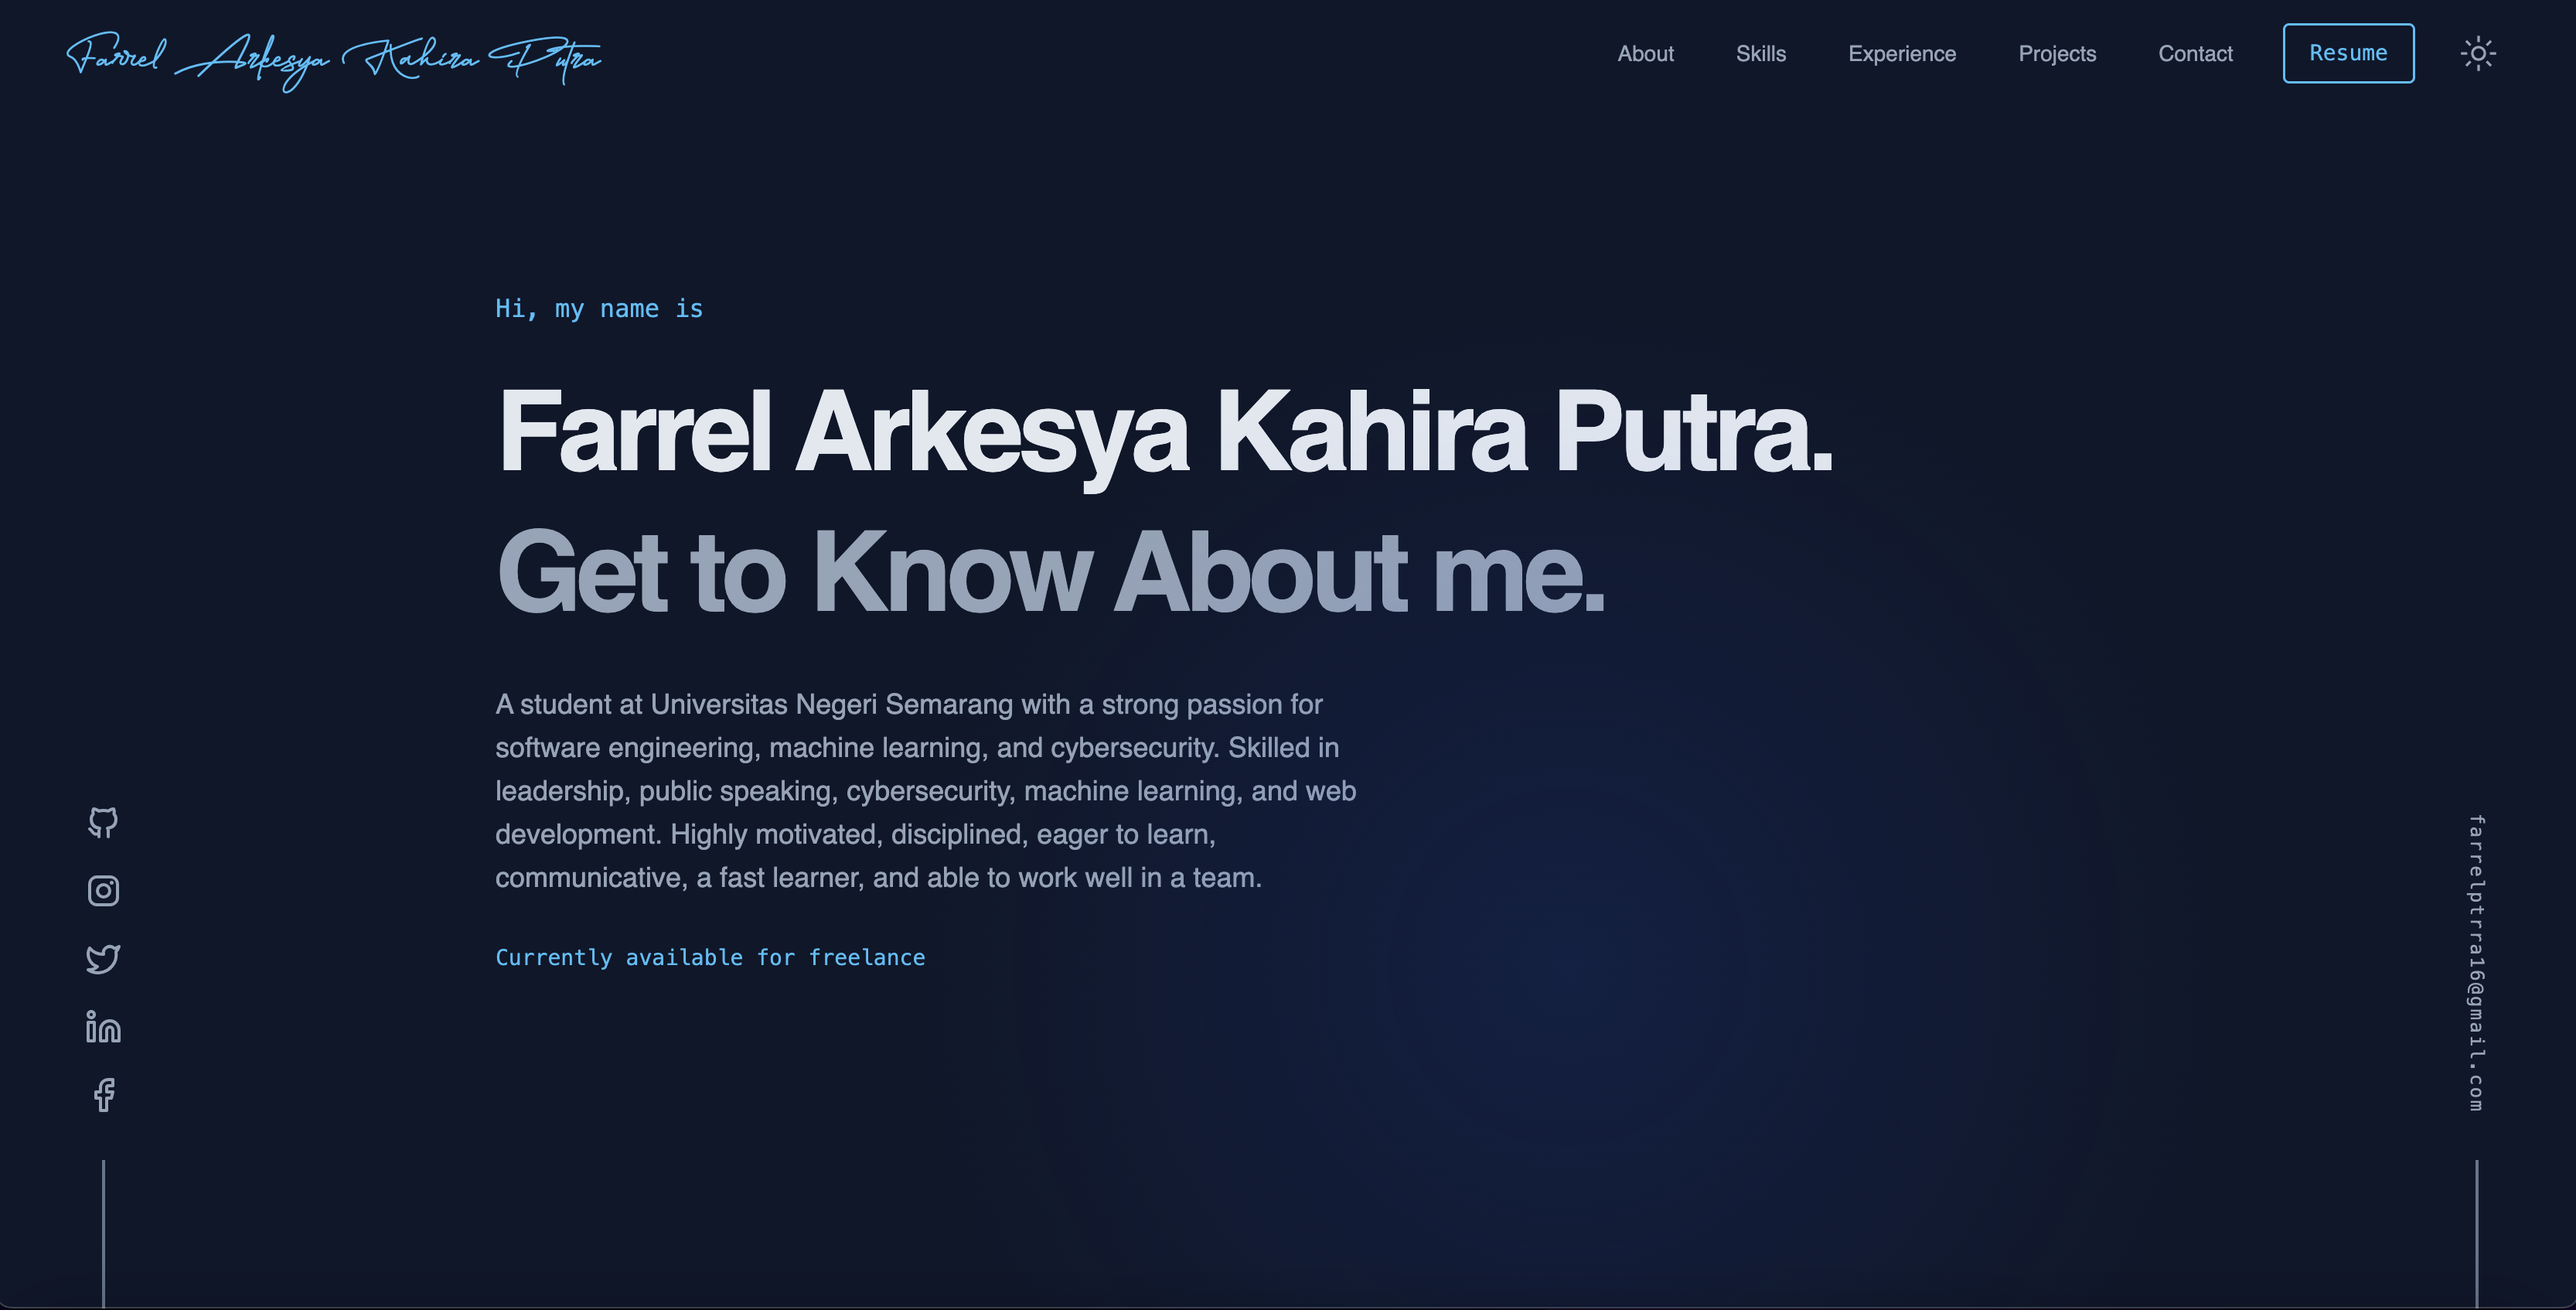 Farrel Arkesya Kahira Putra
About Skills Experience Projects Contact Resume
Hi, my name is
Farrel Arkesya Kahira Putra.
Get to Know About me.
A student at Universitas Negeri Semarang with a strong passion for
software engineering, machine learning, and cybersecurity. Skilled in
leadership, public speaking, cybersecurity, machine learning, and web
development. Highly motivated, disciplined, eager to learn,
communicative, a fast learner, and able to work well in a team.
Currently available for freelance
farrelptrra16@gmail.com